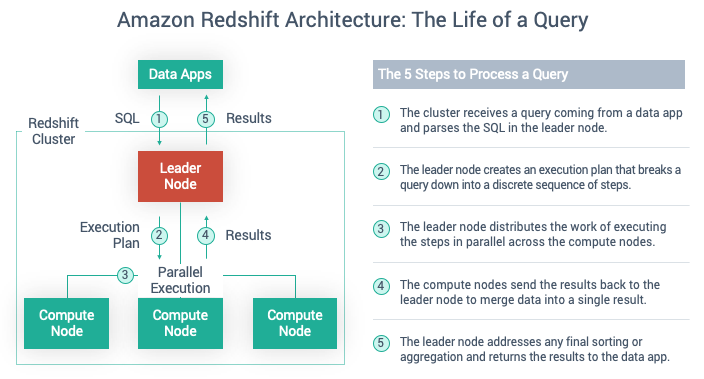 Amazon Redshift Architecture: The Life of a Query
Data Apps
SQL
1
5
Results
Redshift
Cluster
Leader
Node
Execution
Plan
2
4
Results
3
Parallel
Execution
Compute
Node
Compute
Node
Compute
Node
The 5 Steps to Process a Query
1
The cluster receives a query coming from a data app
and parses the SQL in the leader node.
2
The leader node creates an execution plan that breaks a
query down into a discrete sequence of steps.
3
The leader node distributes the work of executing
the steps in parallel across the compute nodes.
4
The compute nodes send the results back to the
leader node to merge data into a single result.
5
The leader node addresses any final sorting or
aggregation and returns the results to the data app.